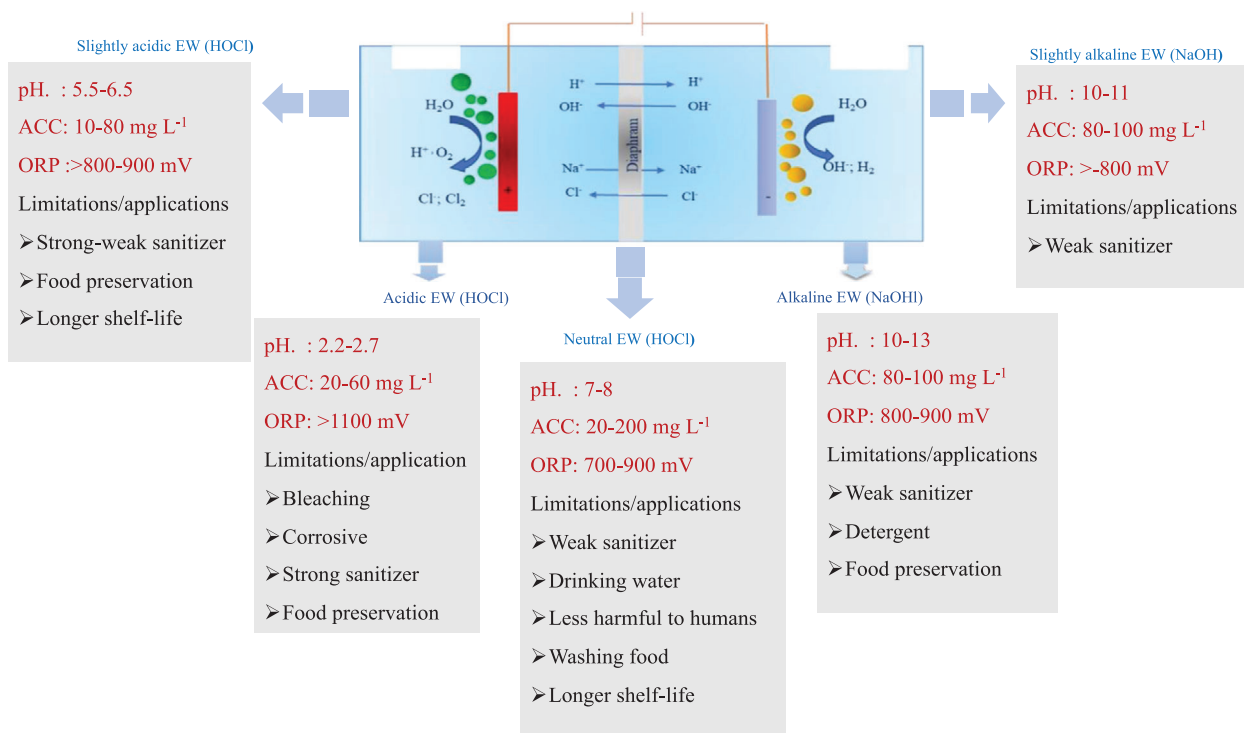 Slightly acidic EW (HOCl)
pH. : 5.5-6.5
ACC: 10-80 mg L⁻¹
ORP :>800-900 mV
Limitations/applications
➤Strong-weak sanitizer
➤Food preservation
➤Longer shelf-life
H₂O
H⁺·O₂
Cl⁻; Cl₂
+
H⁺ H⁺
OH⁻ OH⁻
Diaphram
Na⁺ Na⁺
Cl⁻ Cl⁻
-
H₂O
OH⁻; H₂
Slightly alkaline EW (NaOH)
pH. : 10-11
ACC: 80-100 mg L⁻¹
ORP: >-800 mV
Limitations/applications
➤Weak sanitizer
Acidic EW (HOCl)
pH. : 2.2-2.7
ACC: 20-60 mg L⁻¹
ORP: >1100 mV
Limitations/application
➤Bleaching
➤Corrosive
➤Strong sanitizer
➤Food preservation
Neutral EW (HOCl)
pH. : 7-8
ACC: 20-200 mg L⁻¹
ORP: 700-900 mV
Limitations/applications
➤Weak sanitizer
➤Drinking water
➤Less harmful to humans
➤Washing food
➤Longer shelf-life
Alkaline EW (NaOHl)
pH. : 10-13
ACC: 80-100 mg L⁻¹
ORP: 800-900 mV
Limitations/applications
➤Weak sanitizer
➤Detergent
➤Food preservation